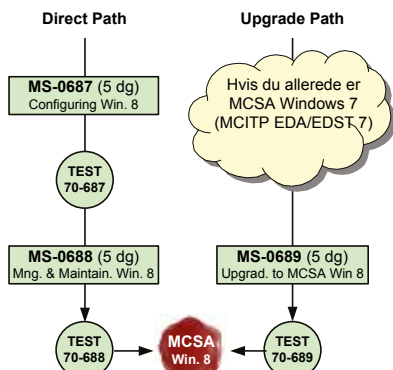 Direct Path
MS-0687 (5 dg)
Configuring Win. 8
TEST
70-687
MS-0688 (5 dg)
Mng. & Maintain. Win. 8
TEST
70-688
MCSA
Win. 8
Upgrade Path
Hvis du allerede er
MCSA Windows 7
(MCITP EDA/EDST 7)
MS-0689 (5 dg)
Upgrad. to MCSA Win 8
TEST
70-689